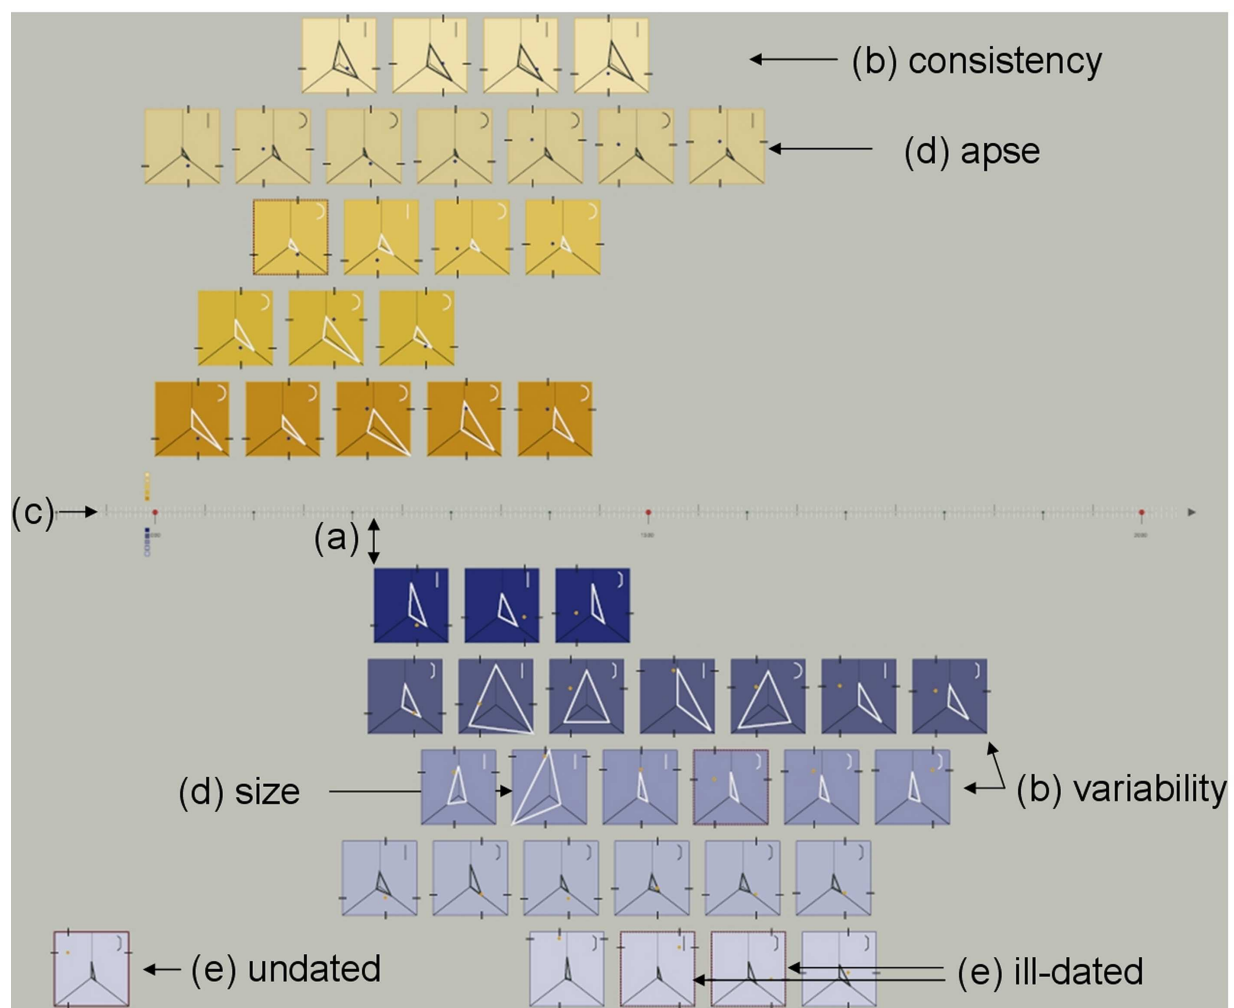 (b) consistency
(d) apse
(c)
(a)
(d) size
(b) variability
(e) undated
(e) ill-dated